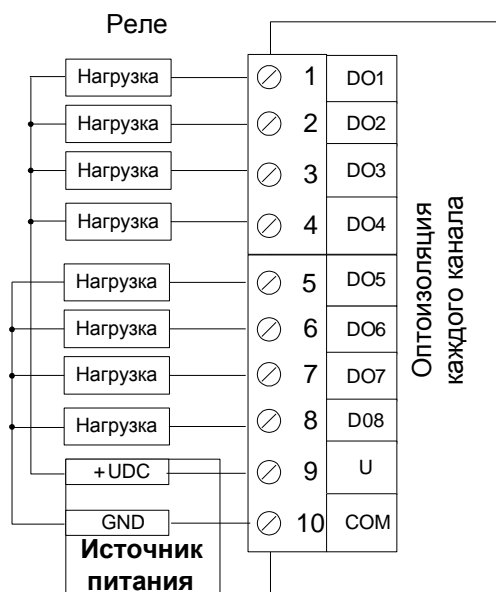 Реле
Нагрузка 1 DO1
Нагрузка 2 DO2
Нагрузка 3 DO3
Нагрузка 4 DO4
Нагрузка 5 DO5
Нагрузка 6 DO6
Нагрузка 7 DO7
Нагрузка 8 D08
+UDC 9 U
GND 10 COM
Источник
питания
Оптоизоляция
каждого канала